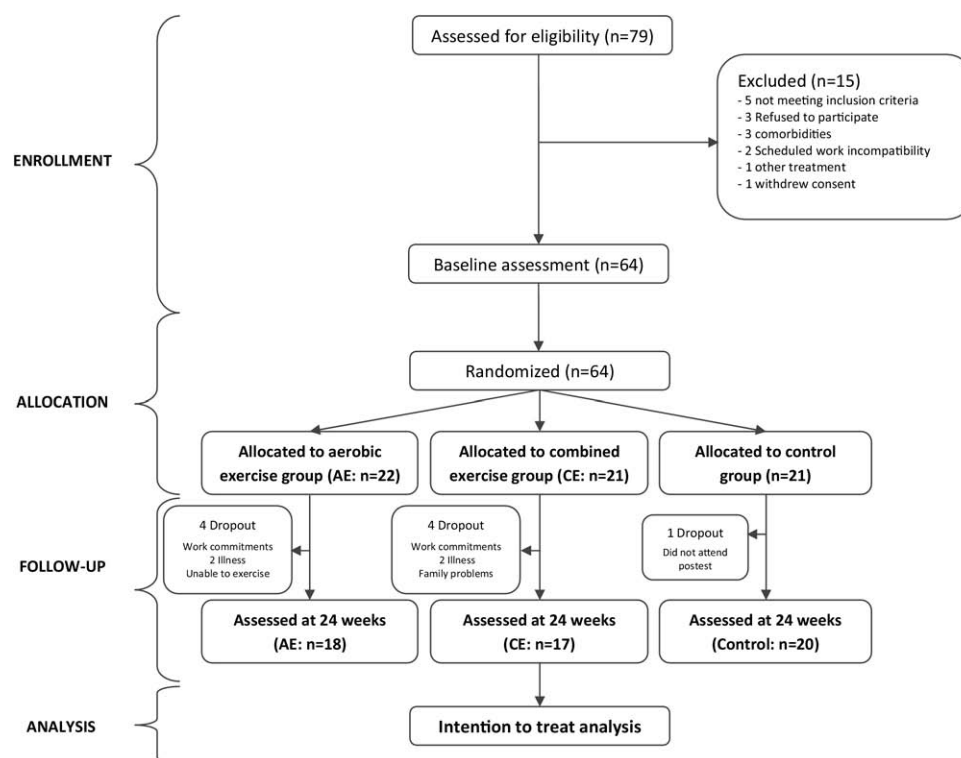 Assessed for eligibility (n=79)
Excluded (n=15)
- 5 not meeting inclusion criteria
- 3 Refused to participate
- 3 comorbidities
- 2 Scheduled work incompatibility
- 1 other treatment
- 1 withdrew consent
ENROLLMENT
Baseline assessment (n=64)
Randomized (n=64)
ALLOCATION
Allocated to aerobic
exercise group (AE: n=22)
Allocated to combined
exercise group (CE: n=21)
Allocated to control
group (n=21)
FOLLOW-UP
4 Dropout
Work commitments
2 Illness
Unable to exercise
4 Dropout
Work commitments
2 Illness
Family problems
1 Dropout
Did not attend
postest
Assessed at 24 weeks
(AE: n=18)
Assessed at 24 weeks
(CE: n=17)
Assessed at 24 weeks
(Control: n=20)
ANALYSIS
Intention to treat analysis